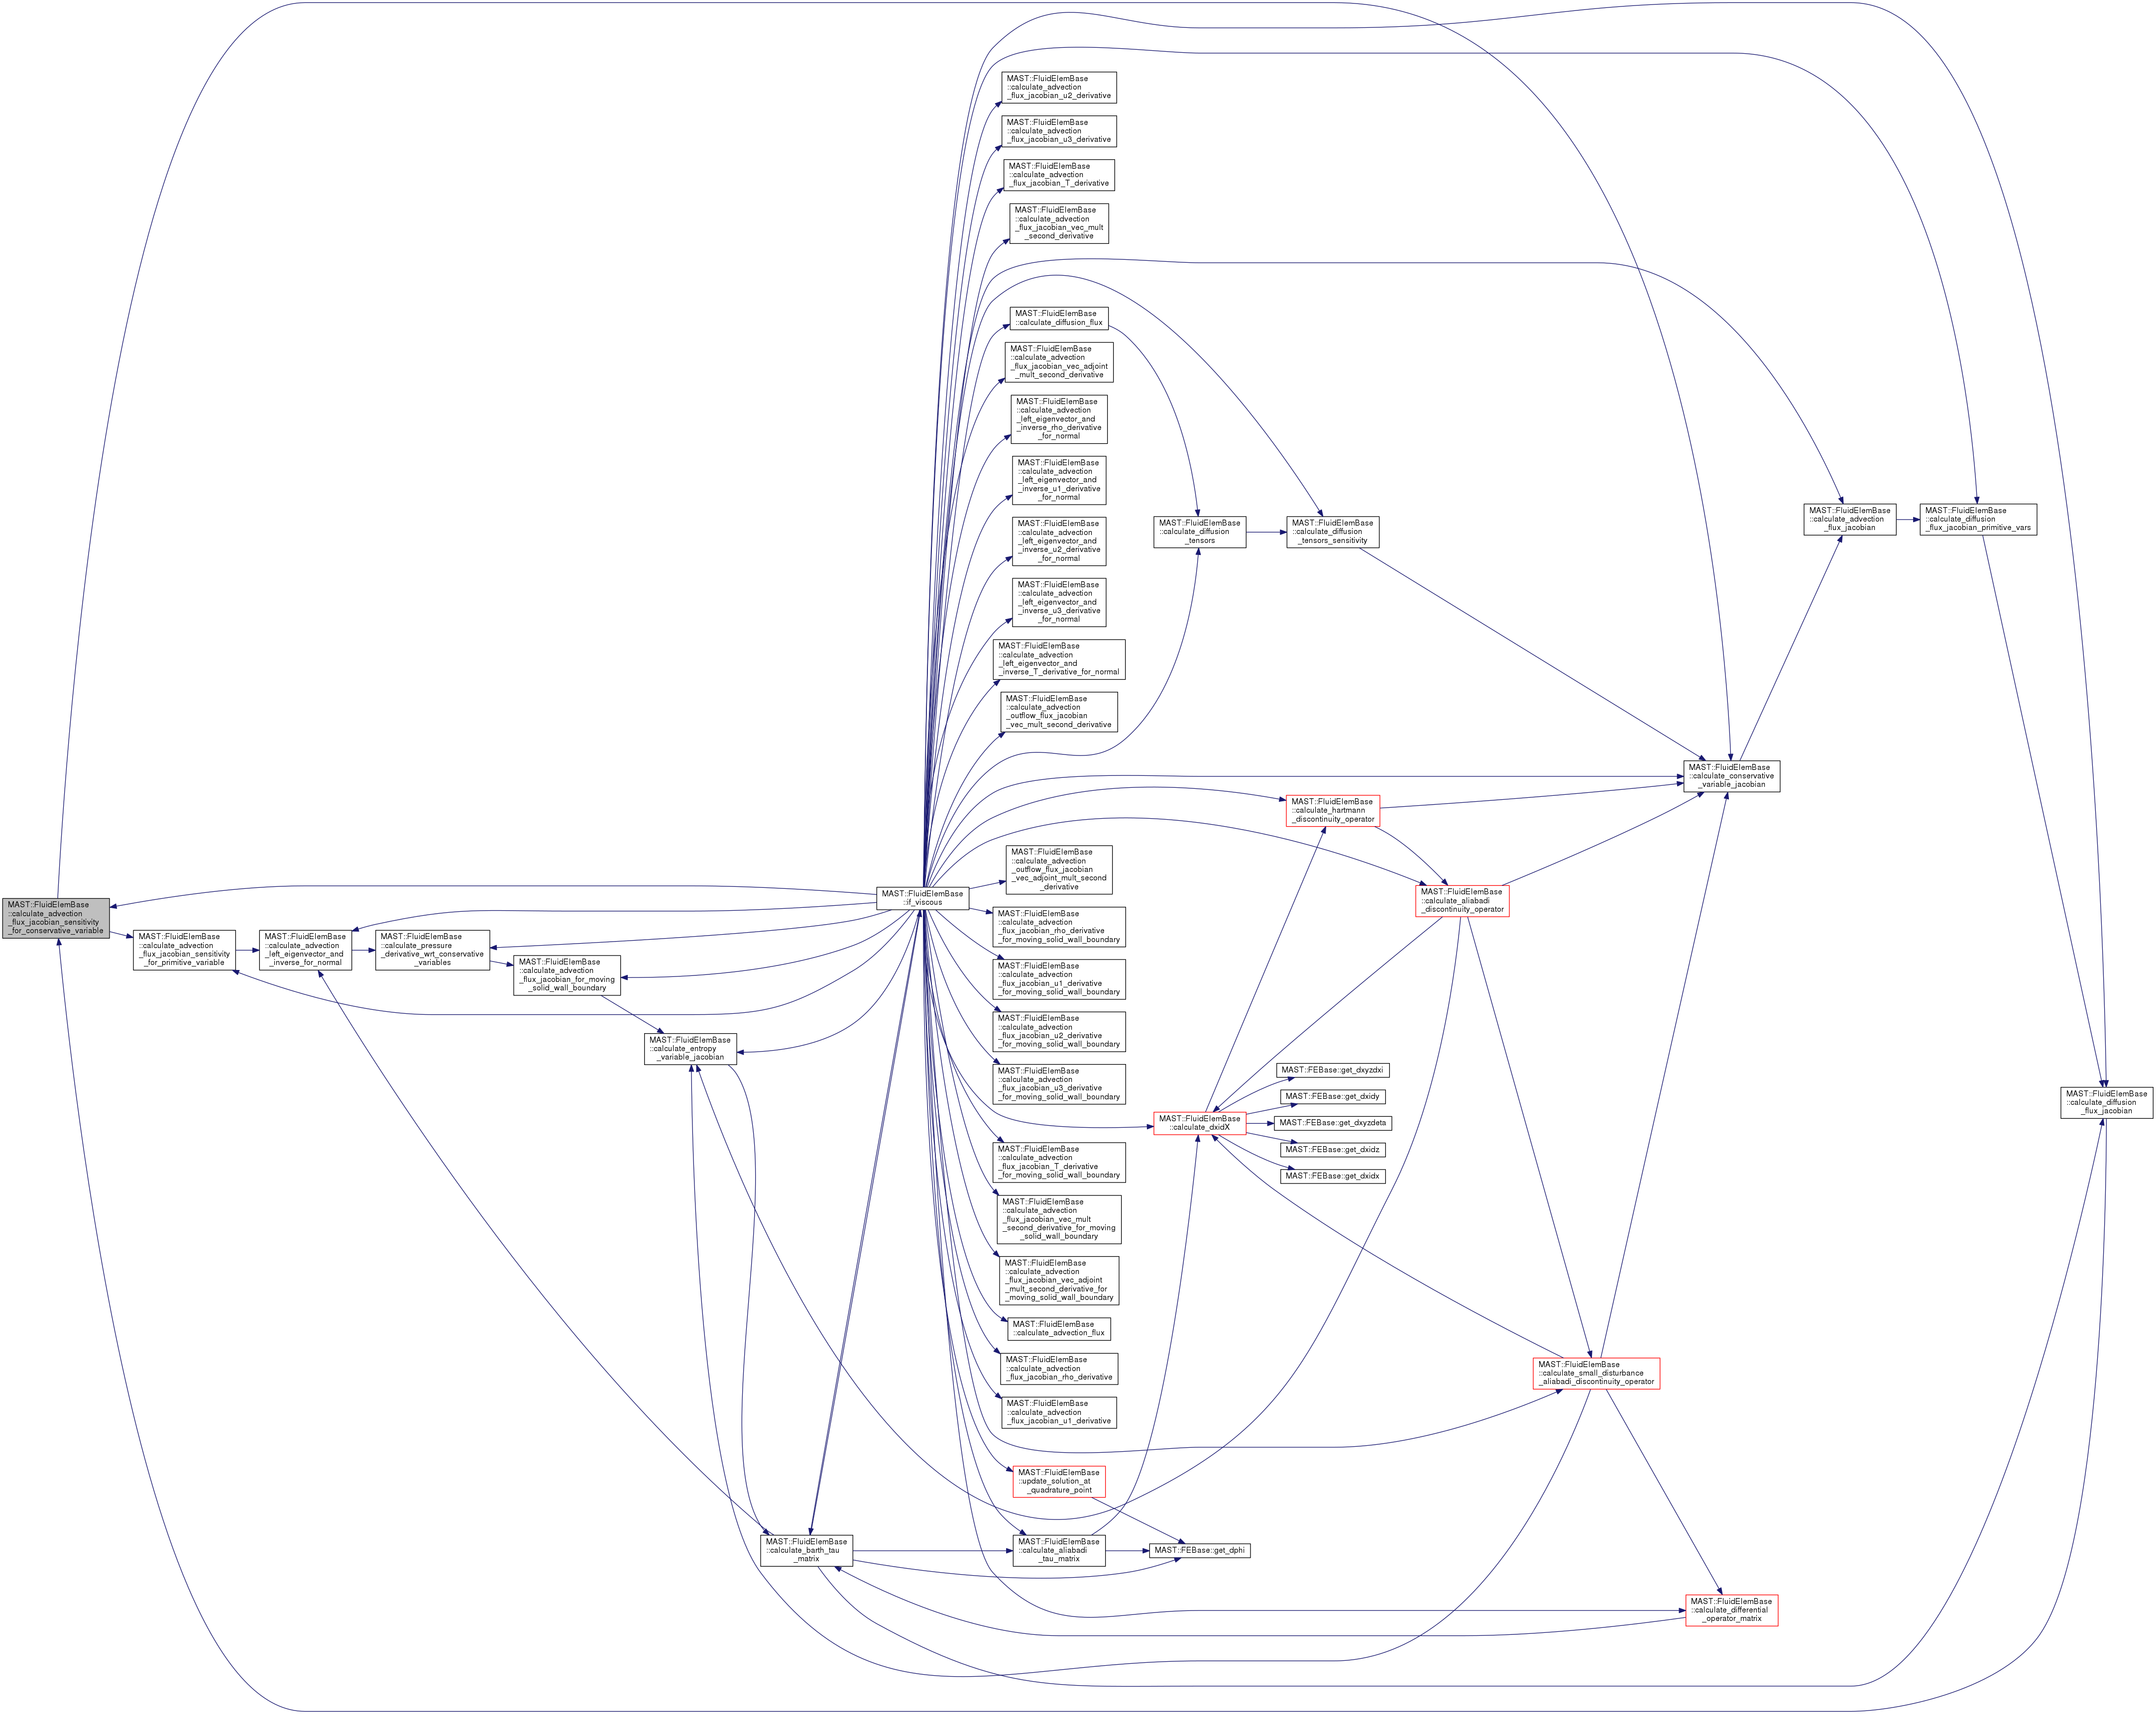 MAST::FluidElemBase
::calculate_advection
_flux_jacobian_sensitivity
_for_conservative_variable
MAST::FluidElemBase
::calculate_advection
_flux_jacobian_sensitivity
_for_primitive_variable
MAST::FluidElemBase
::calculate_advection
_left_eigenvector_and
_inverse_for_normal
MAST::FluidElemBase
::calculate_pressure
_derivative_wrt_conservative
_variables
MAST::FluidElemBase
::calculate_advection
_flux_jacobian_for_moving
_solid_wall_boundary
MAST::FluidElemBase
::calculate_entropy
_variable_jacobian
MAST::FluidElemBase
::calculate_barth_tau
_matrix
MAST::FluidElemBase
::if_viscous
MAST::FluidElemBase
::calculate_advection
_flux_jacobian_u2_derivative
MAST::FluidElemBase
::calculate_advection
_flux_jacobian_u3_derivative
MAST::FluidElemBase
::calculate_advection
_flux_jacobian_T_derivative
MAST::FluidElemBase
::calculate_advection
_flux_jacobian_vec_mult
_second_derivative
MAST::FluidElemBase
::calculate_diffusion_flux
MAST::FluidElemBase
::calculate_advection
_flux_jacobian_vec_adjoint
_mult_second_derivative
MAST::FluidElemBase
::calculate_advection
_left_eigenvector_and
_inverse_rho_derivative
_for_normal
MAST::FluidElemBase
::calculate_advection
_left_eigenvector_and
_inverse_u1_derivative
_for_normal
MAST::FluidElemBase
::calculate_advection
_left_eigenvector_and
_inverse_u2_derivative
_for_normal
MAST::FluidElemBase
::calculate_advection
_left_eigenvector_and
_inverse_u3_derivative
_for_normal
MAST::FluidElemBase
::calculate_advection
_left_eigenvector_and
_inverse_T_derivative_for_normal
MAST::FluidElemBase
::calculate_advection
_outflow_flux_jacobian
_vec_mult_second_derivative
MAST::FluidElemBase
::calculate_advection
_outflow_flux_jacobian
_vec_adjoint_mult_second
_derivative
MAST::FluidElemBase
::calculate_advection
_flux_jacobian_rho_derivative
_for_moving_solid_wall_boundary
MAST::FluidElemBase
::calculate_advection
_flux_jacobian_u1_derivative
_for_moving_solid_wall_boundary
MAST::FluidElemBase
::calculate_advection
_flux_jacobian_u2_derivative
_for_moving_solid_wall_boundary
MAST::FluidElemBase
::calculate_advection
_flux_jacobian_u3_derivative
_for_moving_solid_wall_boundary
MAST::FluidElemBase
::calculate_advection
_flux_jacobian_T_derivative
_for_moving_solid_wall_boundary
MAST::FluidElemBase
::calculate_advection
_flux_jacobian_vec_mult
_second_derivative_for_moving
_solid_wall_boundary
MAST::FluidElemBase
::calculate_advection
_flux_jacobian_vec_adjoint
_mult_second_derivative_for
_moving_solid_wall_boundary
MAST::FluidElemBase
::calculate_advection_flux
MAST::FluidElemBase
::calculate_advection
_flux_jacobian_rho_derivative
MAST::FluidElemBase
::calculate_advection
_flux_jacobian_u1_derivative
MAST::FluidElemBase
::update_solution_at
_quadrature_point
MAST::FluidElemBase
::calculate_aliabadi
_tau_matrix
MAST::FluidElemBase
::calculate_diffusion
_tensors
MAST::FluidElemBase
::calculate_dxidX
MAST::FEBase::get_dphi
MAST::FluidElemBase
::calculate_diffusion
_tensors_sensitivity
MAST::FluidElemBase
::calculate_hartmann
_discontinuity_operator
MAST::FEBase::get_dxyzdxi
MAST::FEBase::get_dxidy
MAST::FEBase::get_dxyzdeta
MAST::FEBase::get_dxidz
MAST::FEBase::get_dxidx
MAST::FluidElemBase
::calculate_aliabadi
_discontinuity_operator
MAST::FluidElemBase
::calculate_small_disturbance
_aliabadi_discontinuity_operator
MAST::FluidElemBase
::calculate_conservative
_variable_jacobian
MAST::FluidElemBase
::calculate_differential
_operator_matrix
MAST::FluidElemBase
::calculate_advection
_flux_jacobian
MAST::FluidElemBase
::calculate_diffusion
_flux_jacobian_primitive_vars
MAST::FluidElemBase
::calculate_diffusion
_flux_jacobian